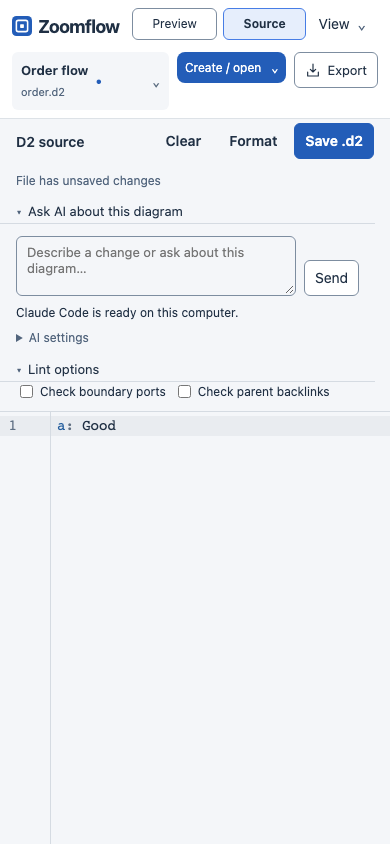 Zoomflow
Preview
Source
View
Order flow
order.d2
Create / open
Export
D2 source
Clear
Format
Save .d2
File has unsaved changes
Ask AI about this diagram
Describe a change or ask about this
diagram...
Send
Claude Code is ready on this computer.
AI settings
Lint options
Check boundary ports
Check parent backlinks
1
a: Good